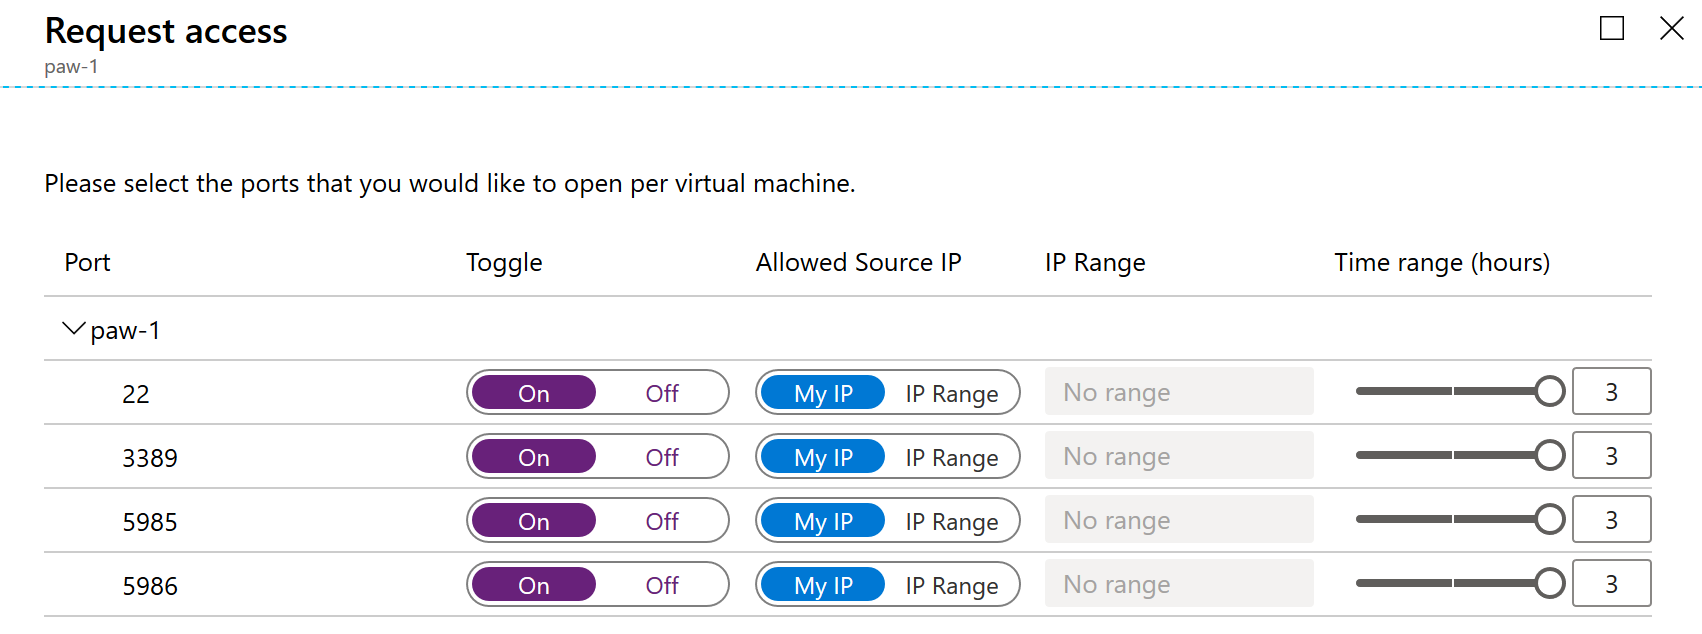 Request access
paw-1
Please select the ports that you would like to open per virtual machine.
Port Toggle Allowed Source IP IP Range Time range (hours)
paw-1
22 On Off My IP IP Range No range 3
3389 On Off My IP IP Range No range 3
5985 On Off My IP IP Range No range 3
5986 On Off My IP IP Range No range 3